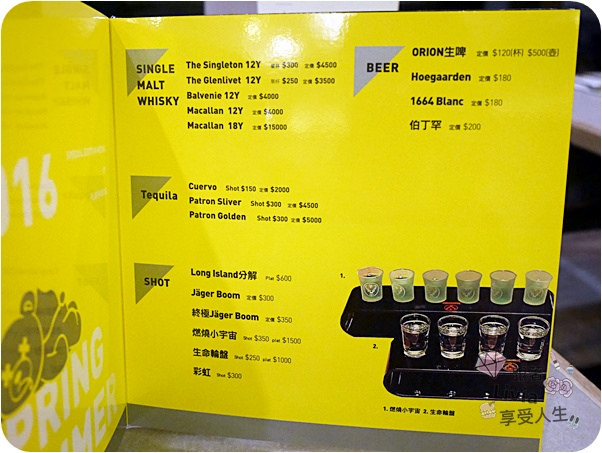 016
SPRING
SUMMER
SINGLE
MALT
WHISKY
The Singleton 12Y $300 定價 $4500
The Glenlivet 12Y $250 定價 $3500
Balvenie 12Y 定價 $4000
Macallan 12Y 定價 $4000
Macallan 18Y 定價 $15000
BEER
ORION生啤 定價 $120(杯) $500(壺)
Hoegaarden 定價 $180
1664 Blanc 定價 $180
伯丁罕 定價 $200
Tequila
Cuervo Shot $150 定價 $2000
Patron Sliver Shot $300 定價 $4500
Patron Golden Shot $300 定價 $5000
SHOT
Long Island分解 Plat $600
Jäger Boom 定價 $300
終極Jäger Boom 定價 $350
燃燒小宇宙 Shot $350 plat $1500
生命輪盤 Shot $250 plat $1000
彩虹 Shot $300
1.
2.
1. 燃燒小宇宙 2. 生命輪盤
享受人生